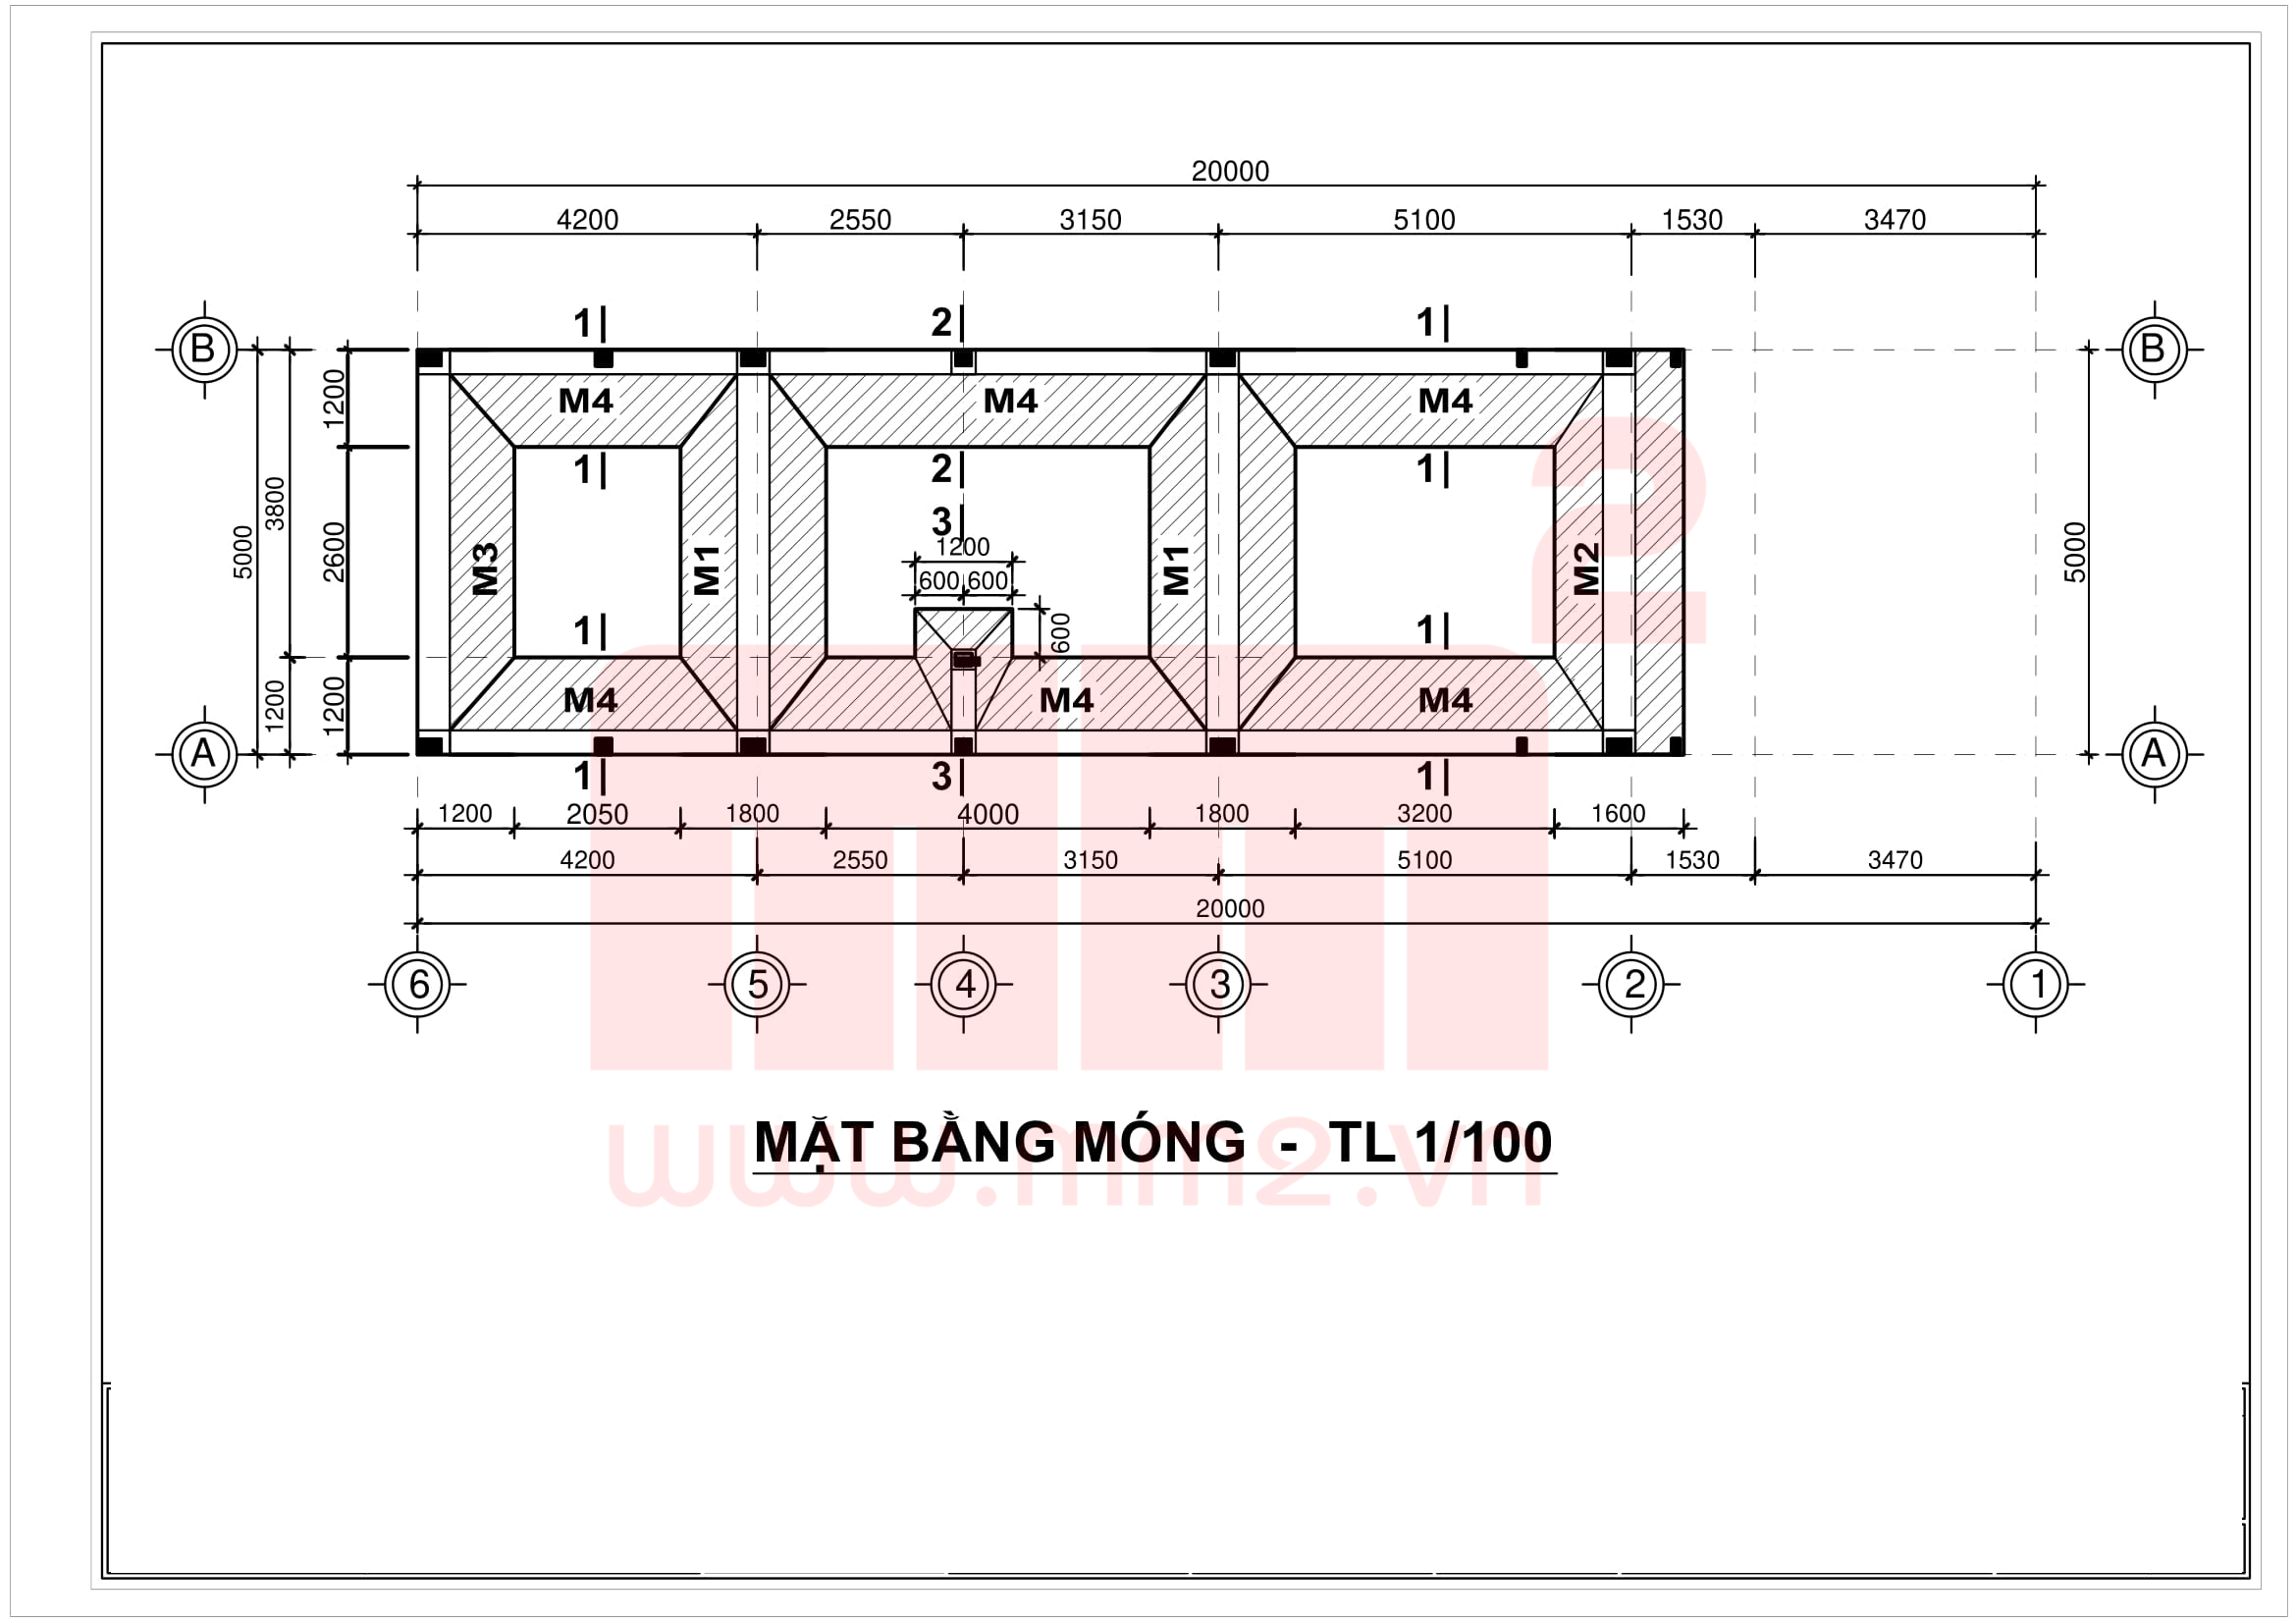 20000
4200 2550 3150 5100 1530 3470
1 2 1
B B
1200 M4 M4 M4
1 2 1
3
3800 1200
5000 2600 M3 M1 600 600 M1 M2 5000
600
1 1
1200 1200 M4 M4 M4
A A
1 3 1
1200 2050 1800 4000 1800 3200 1600
4200 2550 3150 5100 1530 3470
20000
6 5 4 3 2 1
MẶT BẰNG MÓNG - TL 1/100
mm2
www.mm2.vn